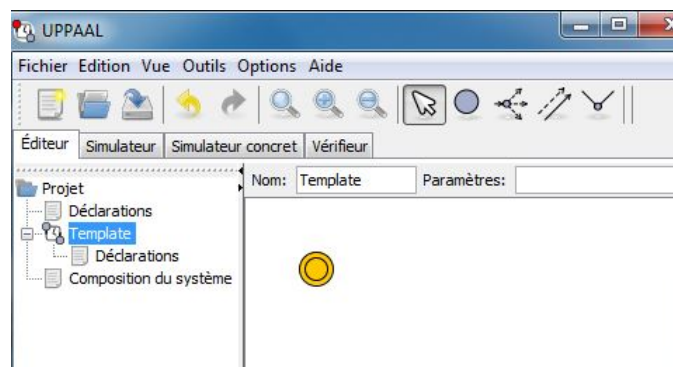 UPPAAL
Fichier Edition Vue Outils Options Aide
Éditeur Simulateur Simulateur concret Vérifieur
Nom: Template Paramètres:
Projet
Déclarations
Template
Déclarations
Composition du système